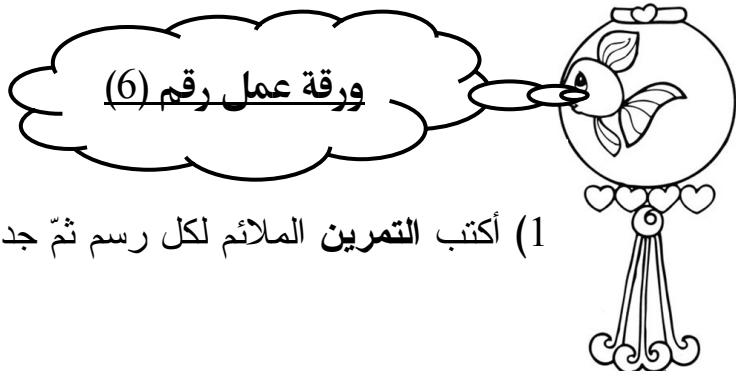 ورقة عمل رقم (6)
1) أكتب التمرين الملائم لكل رسم ثمّ جد